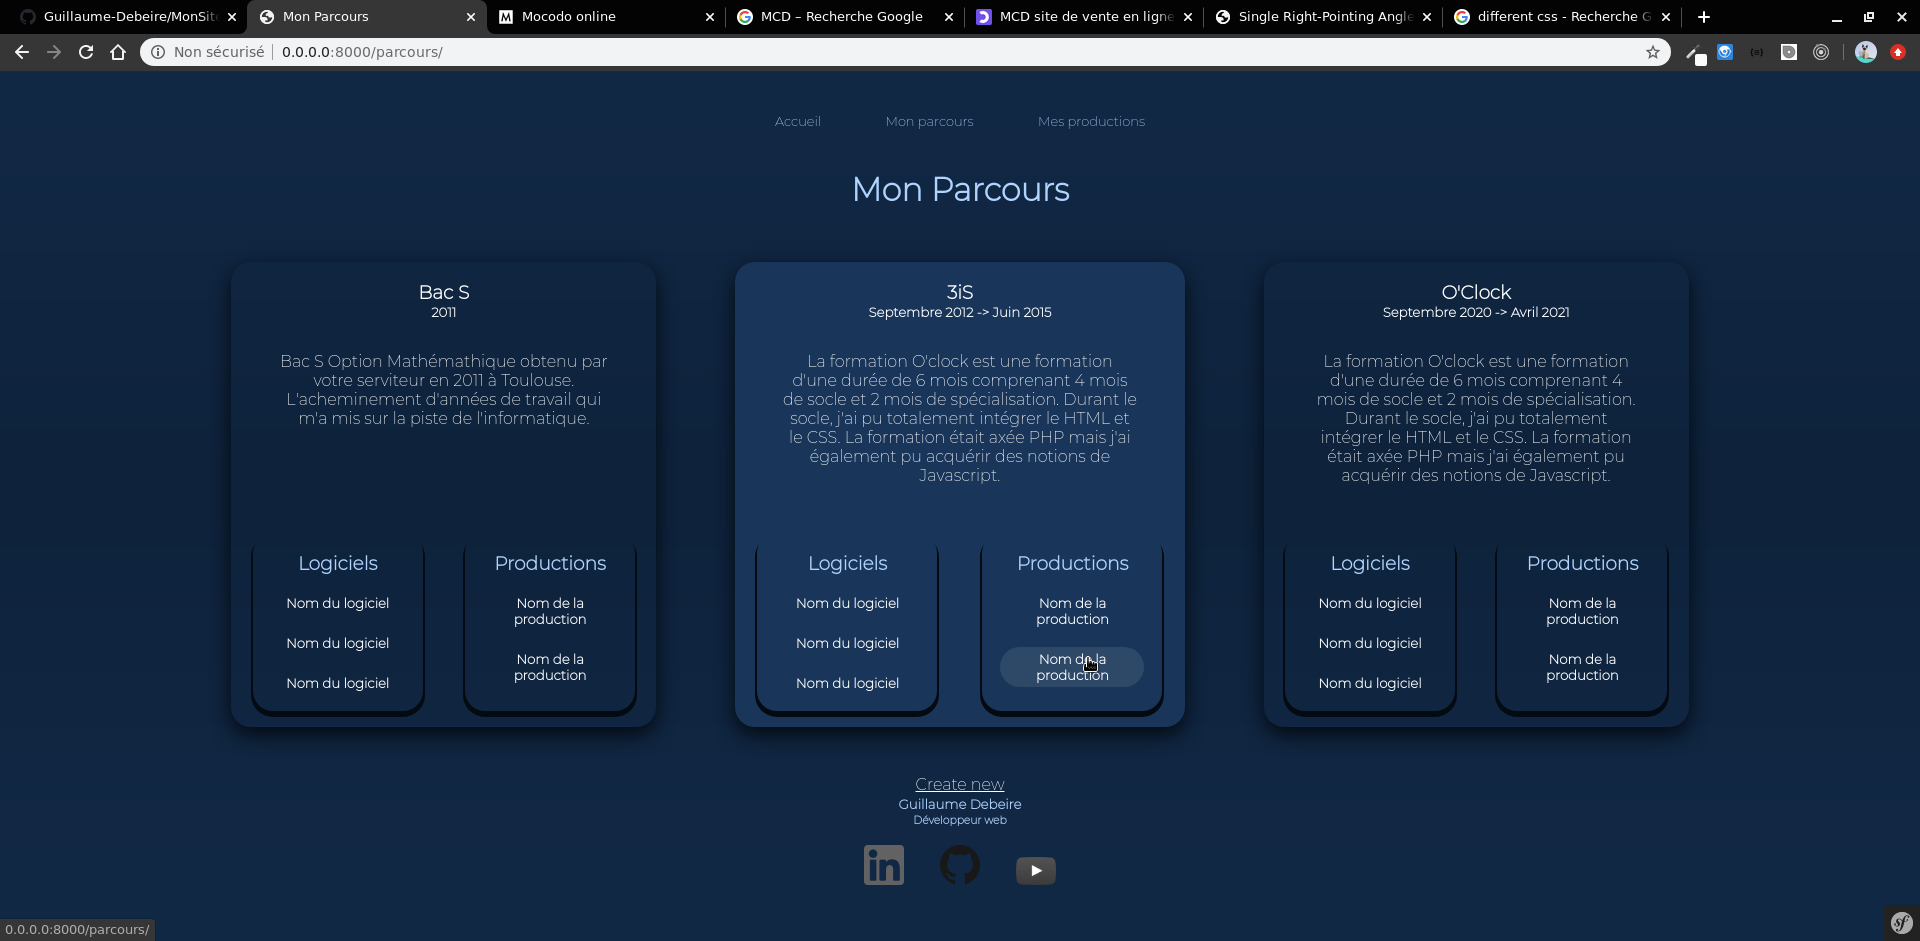 Guillaume-Debeire/MonSit
Mon Parcours
Mocodo online
MCD – Recherche Google
MCD site de vente en ligne
Single Right-Pointing Angle
different css - Recherche G
Non sécurisé
0.0.0.0:8000/parcours/
Accueil
Mon parcours
Mes productions
Mon Parcours
Bac S
2011
Bac S Option Mathémathique obtenu par
votre serviteur en 2011 à Toulouse.
L'acheminement d'années de travail qui
m'a mis sur la piste de l'informatique.
Logiciels
Nom du logiciel
Nom du logiciel
Nom du logiciel
Productions
Nom de la
production
Nom de la
production
3iS
Septembre 2012 -> Juin 2015
La formation O'clock est une formation
d'une durée de 6 mois comprenant 4 mois
de socle et 2 mois de spécialisation. Durant le
socle, j'ai pu totalement intégrer le HTML et
le CSS. La formation était axée PHP mais j'ai
également pu acquérir des notions de
Javascript.
Logiciels
Nom du logiciel
Nom du logiciel
Nom du logiciel
Productions
Nom de la
production
Nom de la
production
O'Clock
Septembre 2020 -> Avril 2021
La formation O'clock est une formation
d'une durée de 6 mois comprenant 4
mois de socle et 2 mois de spécialisation.
Durant le socle, j'ai pu totalement
intégrer le HTML et le CSS. La formation
était axée PHP mais j'ai également pu
acquérir des notions de Javascript.
Logiciels
Nom du logiciel
Nom du logiciel
Nom du logiciel
Productions
Nom de la
production
Nom de la
production
Create new
Guillaume Debeire
Développeur web
in
0.0.0.0:8000/parcours/
sf